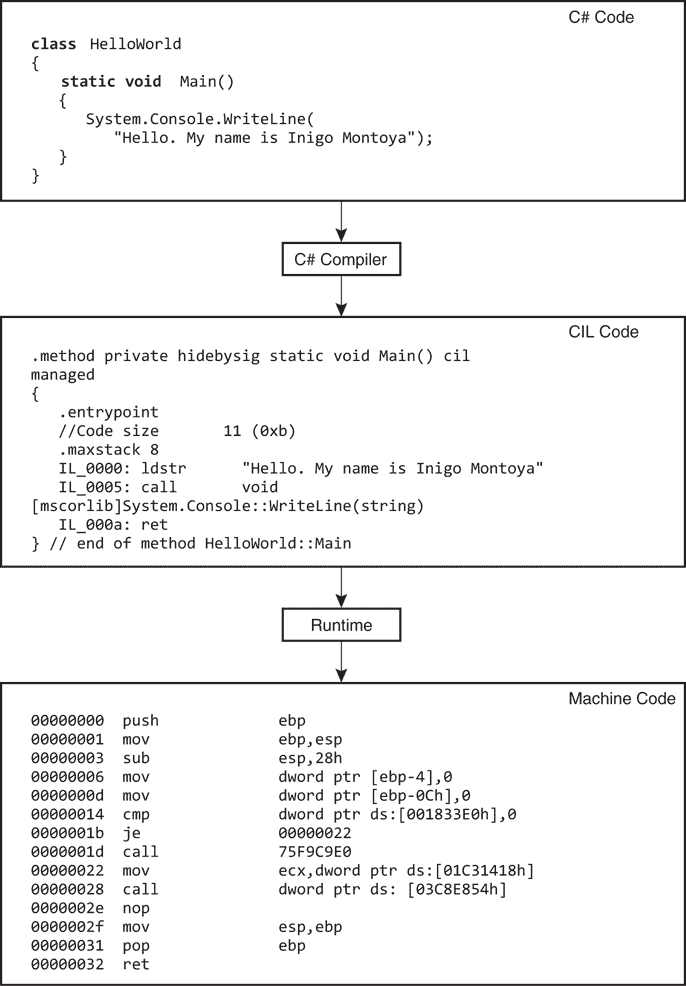 C# Code
class HelloWorld
{
static void Main()
{
System.Console.WriteLine(
"Hello. My name is Inigo Montoya");
}
}
C# Compiler
CIL Code
.method private hidebysig static void Main() cil
managed
{
.entrypoint
//Code size 11 (0xb)
.maxstack 8
IL_0000: ldstr "Hello. My name is Inigo Montoya"
IL_0005: call void
[mscorlib]System.Console::WriteLine(string)
IL_000a: ret
} // end of method HelloWorld::Main
Runtime
Machine Code
00000000 push ebp
00000001 mov ebp,esp
00000003 sub esp,28h
00000006 mov dword ptr [ebp-4],0
0000000d mov dword ptr [ebp-0Ch],0
00000014 cmp dword ptr ds:[001833E0h],0
0000001b je 00000022
0000001d call 75F9C9E0
00000022 mov ecx,dword ptr ds:[01C31418h]
00000028 call dword ptr ds: [03C8E854h]
0000002e nop
0000002f mov esp,ebp
00000031 pop ebp
00000032 ret